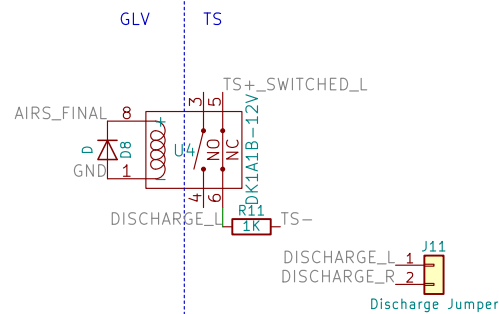 GLV TS
TS+_SWITCHED_L
3 5
AIRS_FINAL 8
+
D D8 U4 NO NC DK1A1B-12V
GND 1
-
4 6
DISCHARGE_L R11
1K TS-
J11
DISCHARGE_L 1
DISCHARGE_R 2
Discharge Jumper